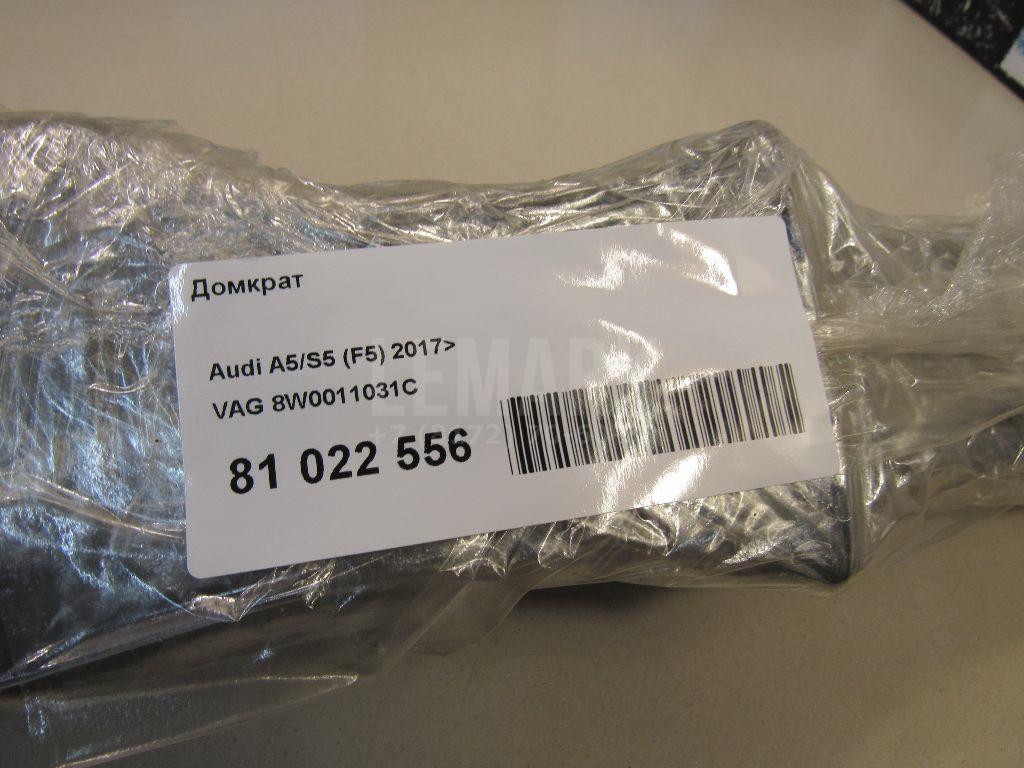 Домкрат
Audi A5/S5 (F5) 2017>
VAG 8W0011031C
81 022 556